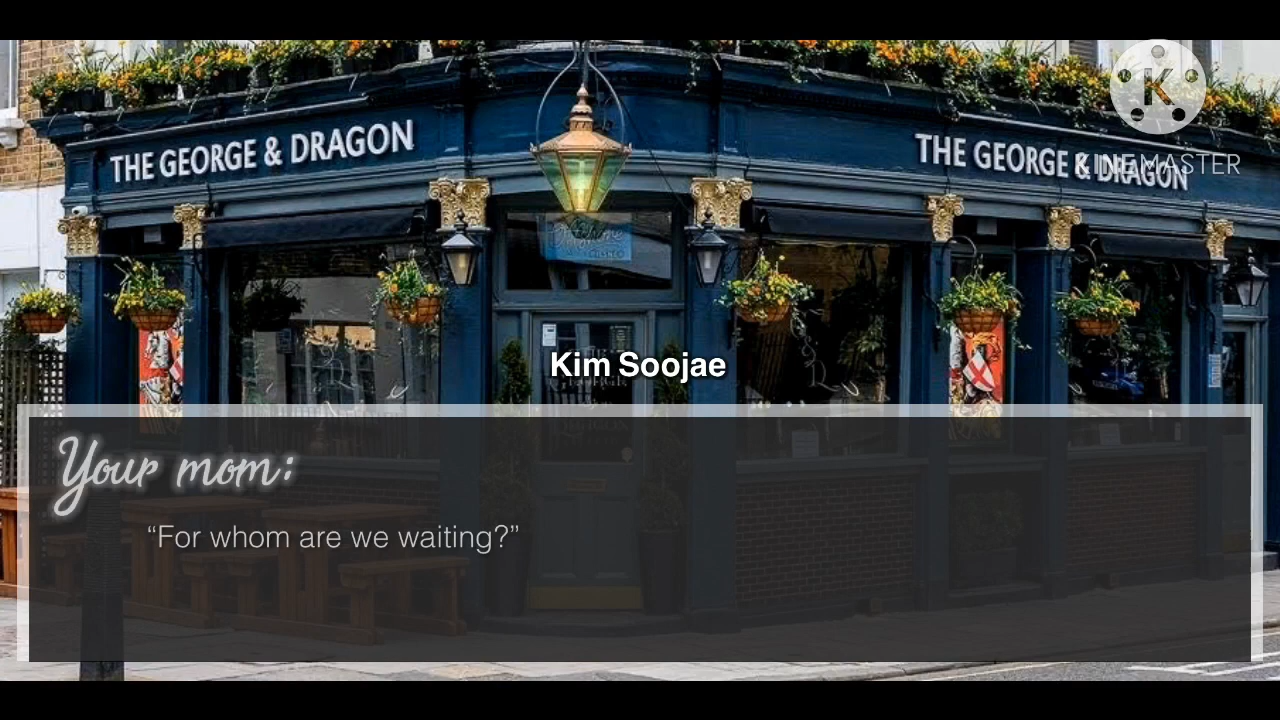 THE GEORGE & DRAGON
THE GEORGE & DRAGON
K
KINEMASTER
Kim Soojae
Your mom:
“For whom are we waiting?”